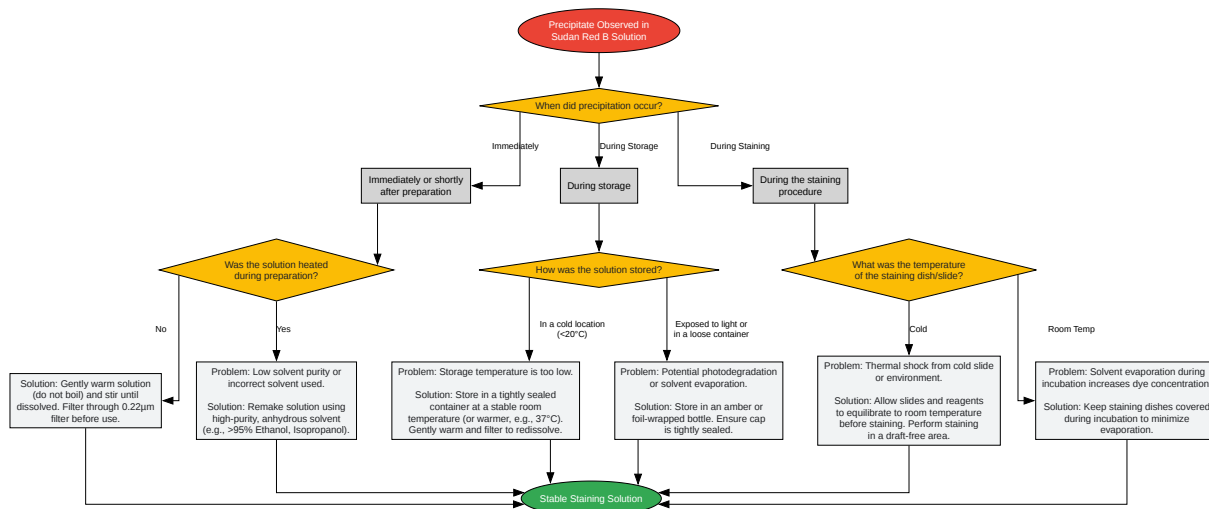 Precipitate Observed in
Sudan Red B Solution
When did precipitation occur?
Immediately
During Storage
During Staining
Immediately or shortly
after preparation
During storage
During the staining
procedure
Was the solution heated
during preparation?
How was the solution stored?
What was the temperature
of the staining dish/slide?
No
Yes
In a cold location
(<20°C)
Exposed to light or
in a loose container
Cold
Room Temp
Solution: Gently warm solution
(do not boil) and stir until
dissolved. Filter through 0.22µm
filter before use.
Problem: Low solvent purity or
incorrect solvent used.
Solution: Remake solution using
high-purity, anhydrous solvent
(e.g., >95% Ethanol, Isopropanol).
Problem: Storage temperature is too low.
Solution: Store in a tightly sealed
container at a stable room
temperature (or warmer, e.g., 37°C).
Gently warm and filter to redissolve.
Problem: Potential photodegradation
or solvent evaporation.
Solution: Store in an amber or
foil-wrapped bottle. Ensure cap
is tightly sealed.
Problem: Thermal shock from cold slide
or environment.
Solution: Allow slides and reagents
to equilibrate to room temperature
before staining. Perform staining
in a draft-free area.
Problem: Solvent evaporation during
incubation increases dye concentration.
Solution: Keep staining dishes covered
during incubation to minimize
evaporation.
Stable Staining Solution